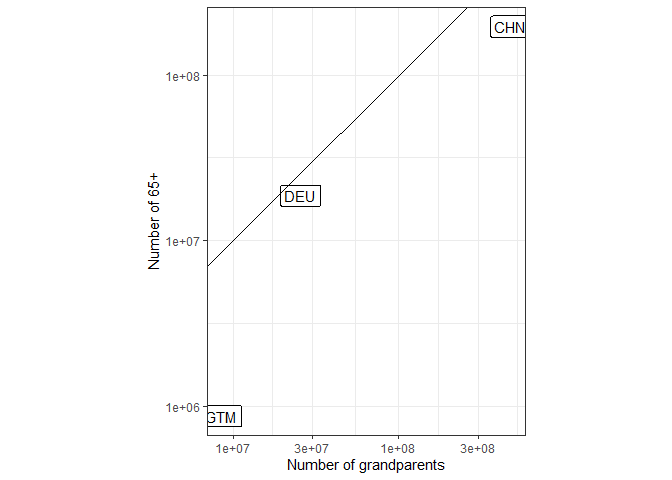 CHN
1e+08
DEU
1e+07
1e+06
GTM
1e+07 3e+07 1e+08 3e+08
Number of grandparents
Number of 65+